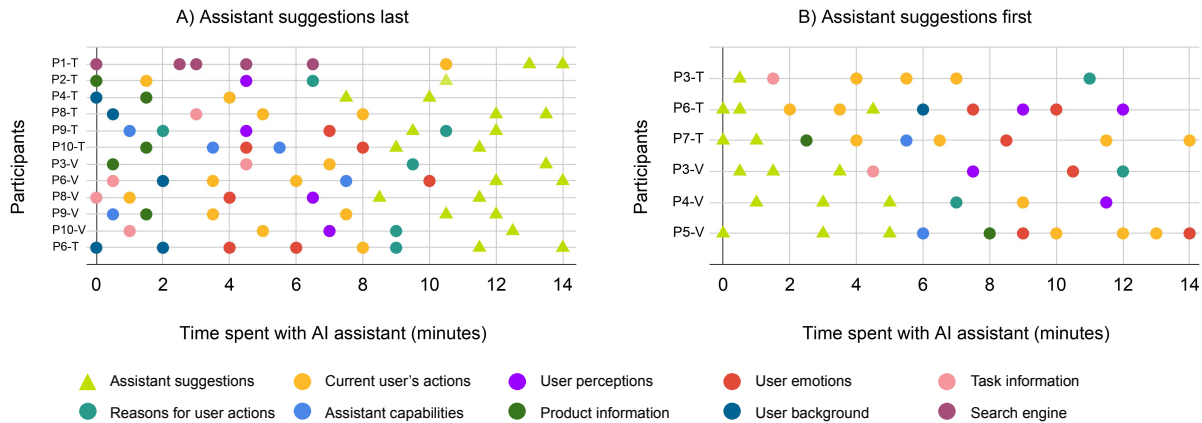 A) Assistant suggestions last
B) Assistant suggestions first
Participants
P1-T
P2-T
P4-T
P8-T
P9-T
P10-T
P3-V
P6-V
P8-V
P9-V
P10-V
P6-T
0 2 4 6 8 10 12 14
Time spent with AI assistant (minutes)
Participants
P3-T
P6-T
P7-T
P3-V
P4-V
P5-V
0 2 4 6 8 10 12 14
Time spent with AI assistant (minutes)
Assistant suggestions
Current user's actions
User perceptions
User emotions
Task information
Reasons for user actions
Assistant capabilities
Product information
User background
Search engine